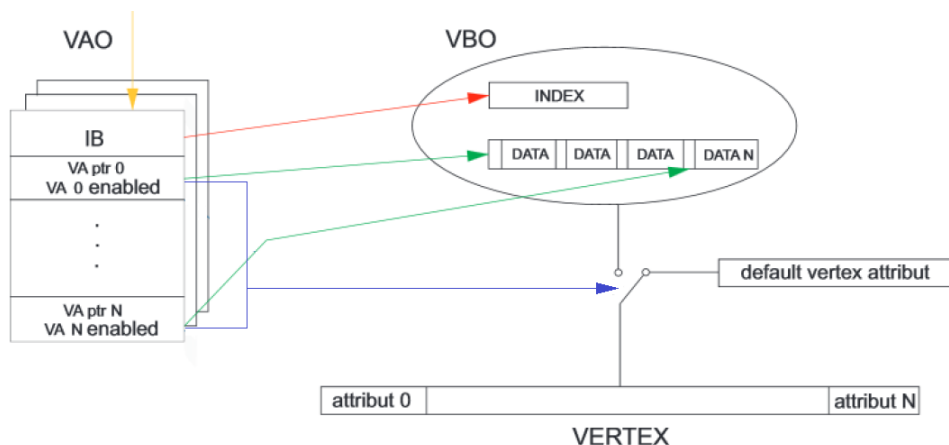 VAO
VBO
IB
INDEX
VA ptr 0
VA 0 enabled
DATA DATA DATA DATA N
.
.
.
default vertex attribut
VA ptr N
VA N enabled
attribut 0 attribut N
VERTEX